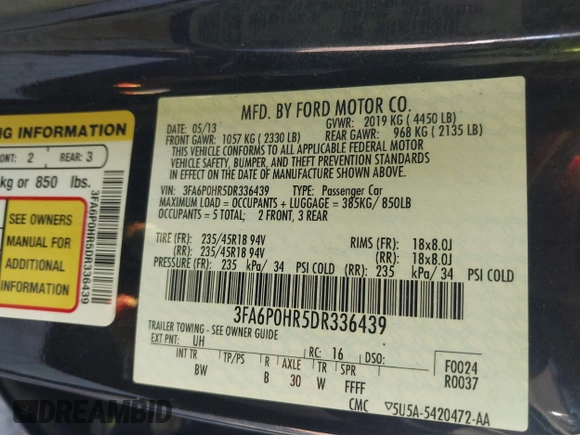 NG INFORMATION
ONT: 2 REAR: 3
kg or 850 lbs.
SEE OWNERS
MANUAL FOR
ADDITIONAL
INFORMATION
3FA6P0HR5DR336439
MFD. BY FORD MOTOR CO.
DATE: 05/13 GVWR: 2019 KG ( 4450 LB)
FRONT GAWR: 1057 KG ( 2330 LB) REAR GAWR: 968 KG ( 2135 LB)
THIS VEHICLE CONFORMS TO ALL APPLICABLE FEDERAL MOTOR
VEHICLE SAFETY, BUMPER, AND THEFT PREVENTION STANDARDS
IN EFFECT ON THE DATE OF MANUFACTURE SHOWN ABOVE.
VIN: 3FA6P0HR5DR336439 TYPE: Passenger Car
MAXIMUM LOAD = OCCUPANTS + LUGGAGE = 385KG/ 850LB
OCCUPANTS = 5 TOTAL; 2 FRONT, 3 REAR
TIRE (FR): 235/45R18 94V RIMS (FR): 18x8.0J
(RR): 235/45R18 94V (RR): 18x8.0J
PRESSURE (FR): 235 kPa/ 34 PSI COLD (RR): 235 kPa/ 34 PSI COLD
3FA6P0HR5DR336439
TRAILER TOWING - SEE OWNER GUIDE
EXT PNT: UH RC: 16 DSO: F0024
R0037
INT TR TP/PS R AXLE TR SPR
BW B 30 W FFFF
CMC ▽5U5A-5420472-AA
DREAMBID